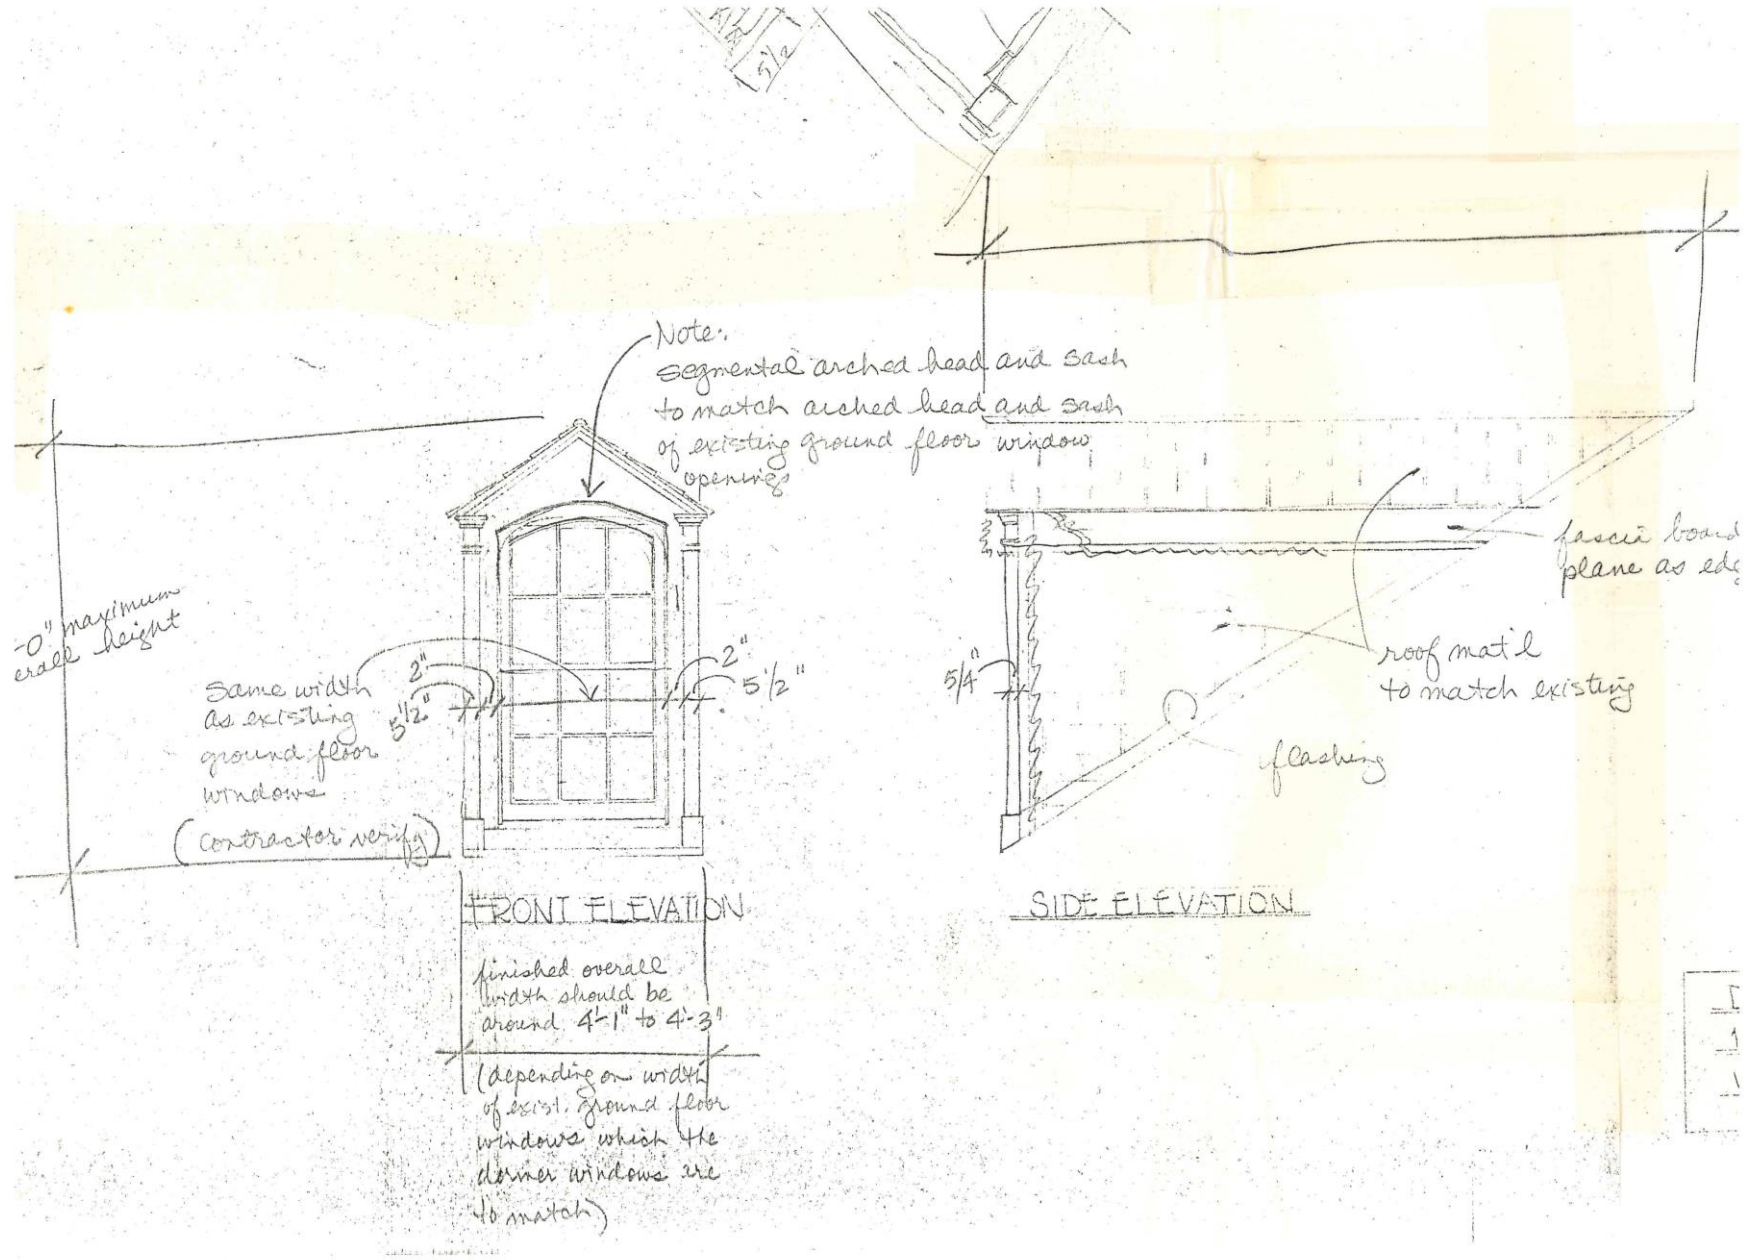 5 1/2
Note:
segmental arched head and sash
to match arched head and sash
of existing ground floor window
openings
-0" maximum
erall height
Same width
as existing
ground floor
windows
(contractor verify)
2"
5 1/2"
2"
5 1/2"
5/4"
fascia board
plane as edg
roof mat'l
to match existing
flashing
FRONT ELEVATION
SIDE ELEVATION
finished overall
width should be
around 4'-1" to 4'-3"
(depending on width
of exist. ground floor
windows which the
dormer windows are
to match)